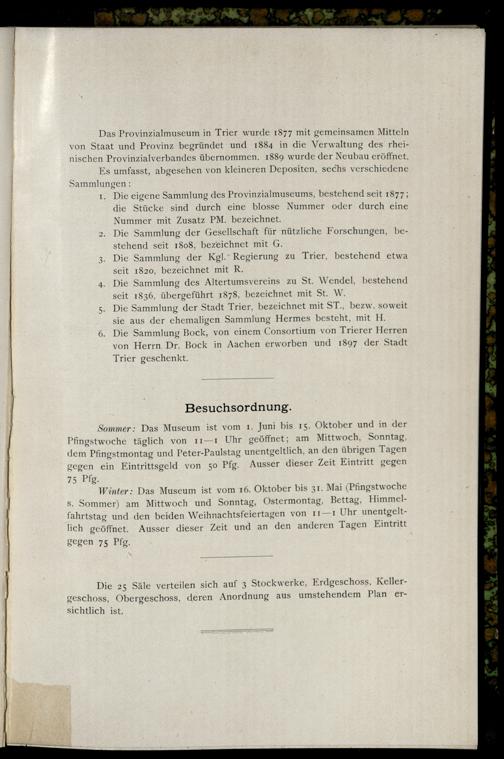 Das Provinzialmuseum in Trier wurde 1877 mit gemeinsamen Mitteln
von Staat und Provinz begründet und 1884 in die Verwaltung des rhei-
nischen Provinzialverbandes übernommen. 1889 wurde der Neubau eröffnet.
Es umfasst, abgesehen von kleineren Depositen, sechs verschiedene
Sammlungen:
1. Die eigene Sammlung des Provinzialmuseums, bestehend seit 1877;
die Stücke sind durch eine blosse Nummer oder durch eine
Nummer mit Zusatz PM. bezeichnet.
2. Die Sammlung der Gesellschaft für nützliche Forschungen, be-
stehend seit 1808, bezeichnet mit G.
3. Die Sammlung der Kgl. Regierung zu Trier, bestehend etwa
seit 1820, bezeichnet mit R.
4. Die Sammlung des Altertumsvereins zu St. Wendel, bestehend
seit 1836, übergeführt 1878, bezeichnet mit St. W.
5. Die Sammlung der Stadt Trier, bezeichnet mit ST., bezw. soweit
sie aus der ehemaligen Sammlung Hermes besteht, mit H.
6. Die Sammlung Bock, von einem Consortium von Trierer Herren
von Herrn Dr. Bock in Aachen erworben und 1897 der Stadt
Trier geschenkt.
Besuchsordnung.
Sommer: Das Museum ist vom 1. Juni bis 15. Oktober und in der
Pfingstwoche täglich von 11—1 Uhr geöffnet; am Mittwoch, Sonntag,
dem Pfingstmontag und Peter-Paulstag unentgeltlich, an den übrigen Tagen
gegen ein Eintrittsgeld von 50 Pfg. Ausser dieser Zeit Eintritt gegen
75 Pfg.
Winter: Das Museum ist vom 16. Oktober bis 31. Mai (Pfingstwoche
s. Sommer) am Mittwoch und Sonntag, Ostermontag, Bettag, Himmel-
fahrtstag und den beiden Weihnachtsfeiertagen von 11—1 Uhr unentgelt-
lich geöffnet. Ausser dieser Zeit und an den anderen Tagen Eintritt
gegen 75 Pfg.
Die 25 Säle verteilen sich auf 3 Stockwerke, Erdgeschoss, Keller-
geschoss, Obergeschoss, deren Anordnung aus umstehendem Plan er-
sichtlich ist.